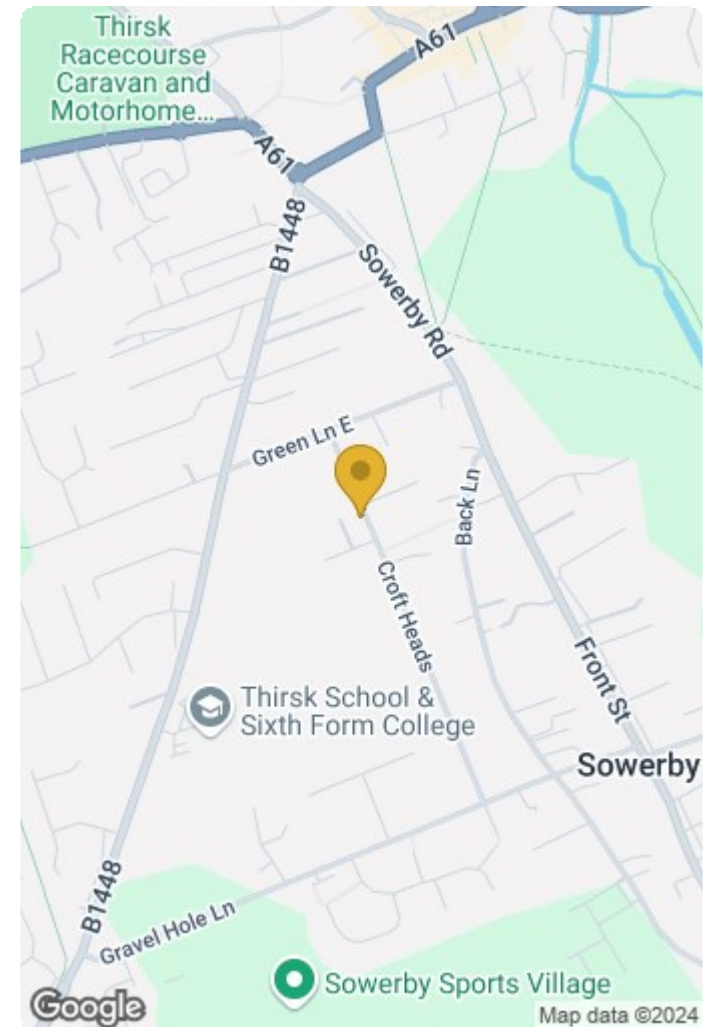 Thirsk
Racecourse
Caravan and
Motorhome...
A61
A61
B1448
Sowerby Rd
Green Ln E
Back Ln
Croft Heads
Front St
Thirsk School &
Sixth Form College
Sowerby
B1448
Gravel Hole Ln
Sowerby Sports Village
Google
Map data ©2024